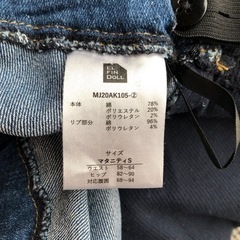 EL
FIN
DOLL
MJ20AK105-②
本体 綿 78%
ポリエステル 20%
ポリウレタン 2%
リブ部分 綿 96%
ポリウレタン 4%
サイズ
マタニティS
ウエスト 58~64
ヒップ 82~90
対応腹囲 68~94